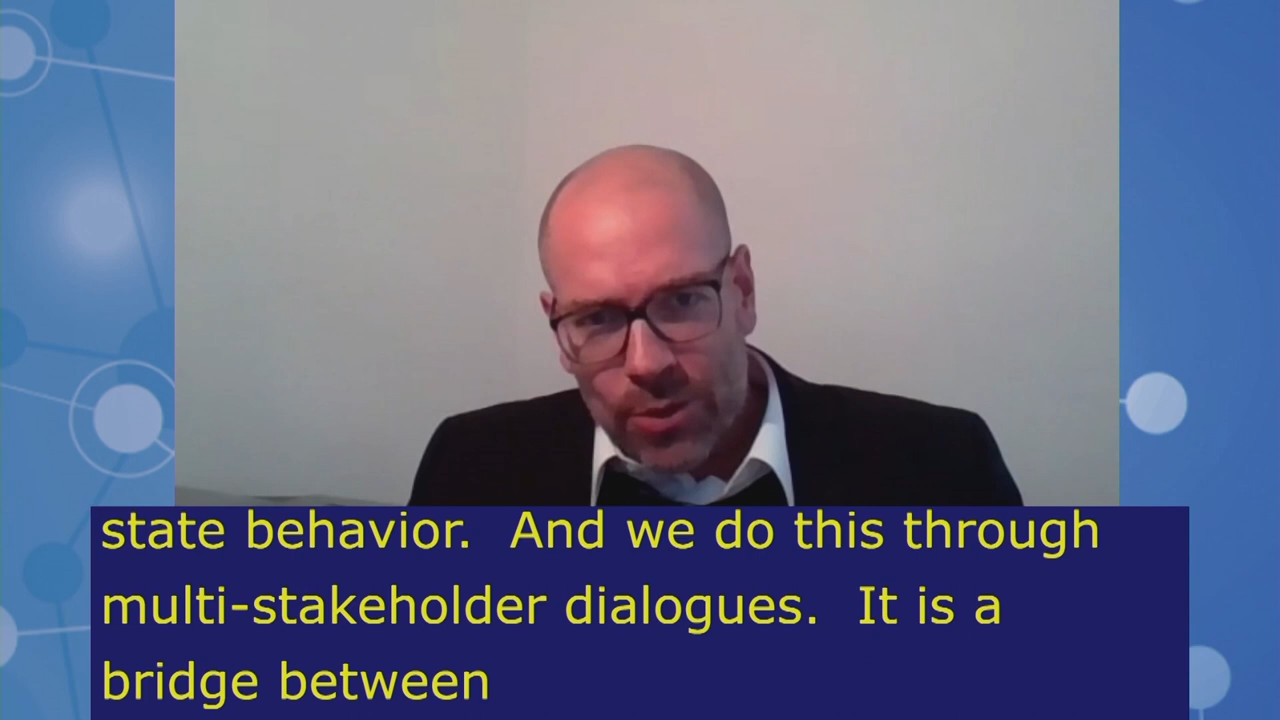 state behavior.  And we do this through
multi-stakeholder dialogues.  It is a
bridge between